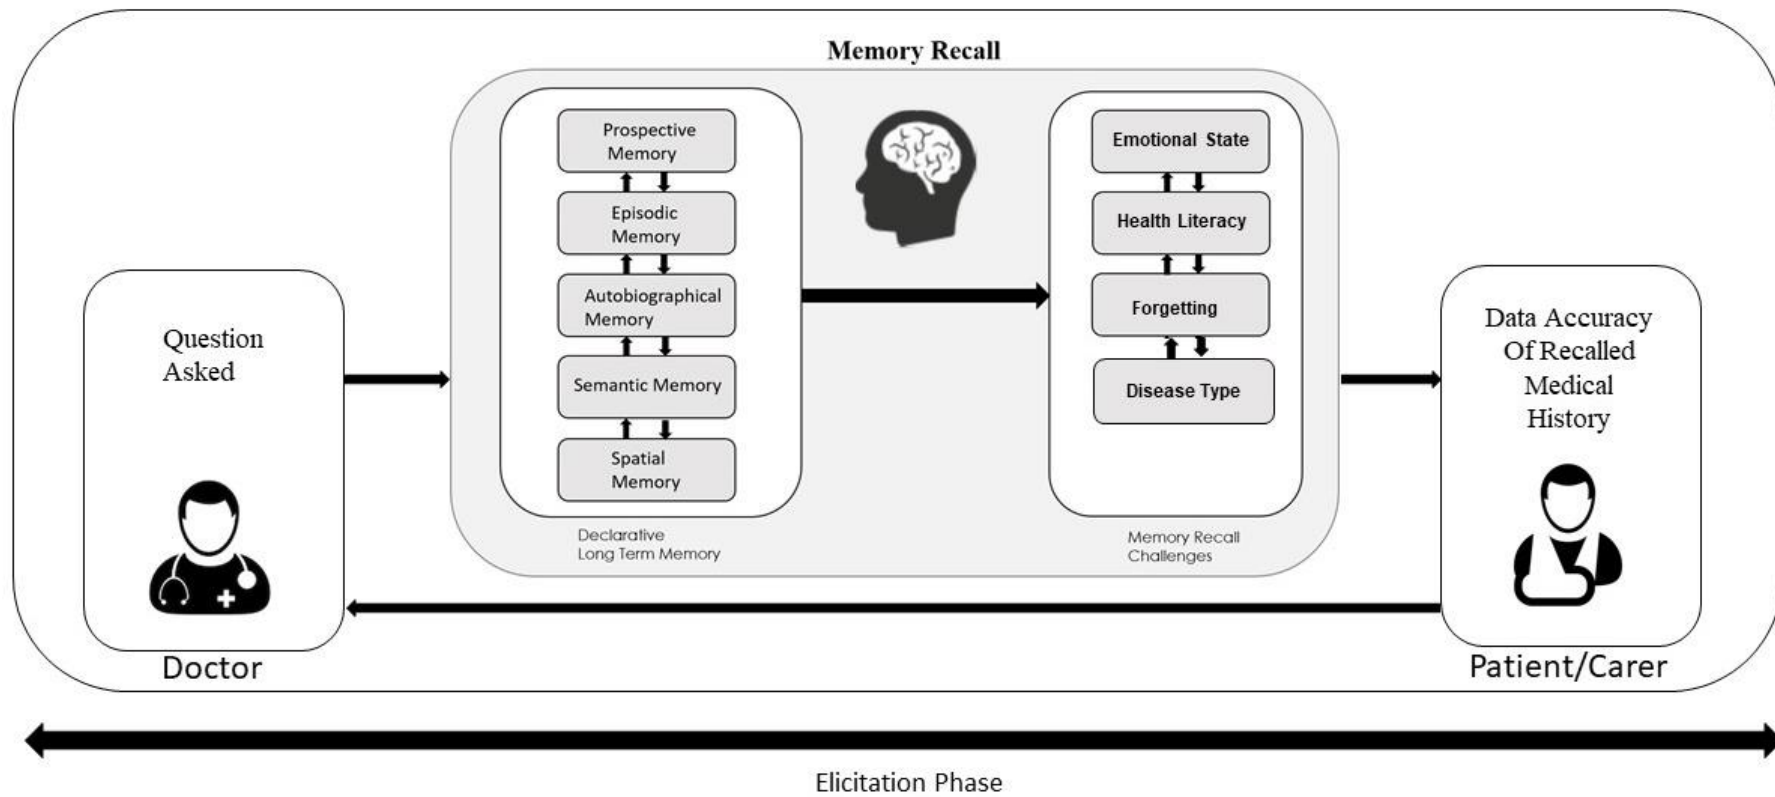 Memory Recall
Question
Asked
Doctor
Prospective
Memory
Episodic
Memory
Autobiographical
Memory
Semantic Memory
Spatial
Memory
Declarative
Long Term Memory
Emotional State
Health Literacy
Forgetting
Disease Type
Memory Recall
Challenges
Data Accuracy
Of Recalled
Medical
History
Patient/Carer
Elicitation Phase